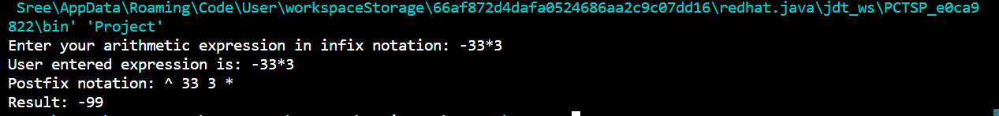 Sree\AppData\Roaming\Code\User\workspaceStorage\66af872d4dafa0524686aa2c9c07dd16\redhat.java\jdt_ws\PCTSP_e0ca9
822\bin' 'Project'
Enter your arithmetic expression in infix notation: -33*3
User entered expression is: -33*3
Postfix notation: ^ 33 3 *
Result: -99